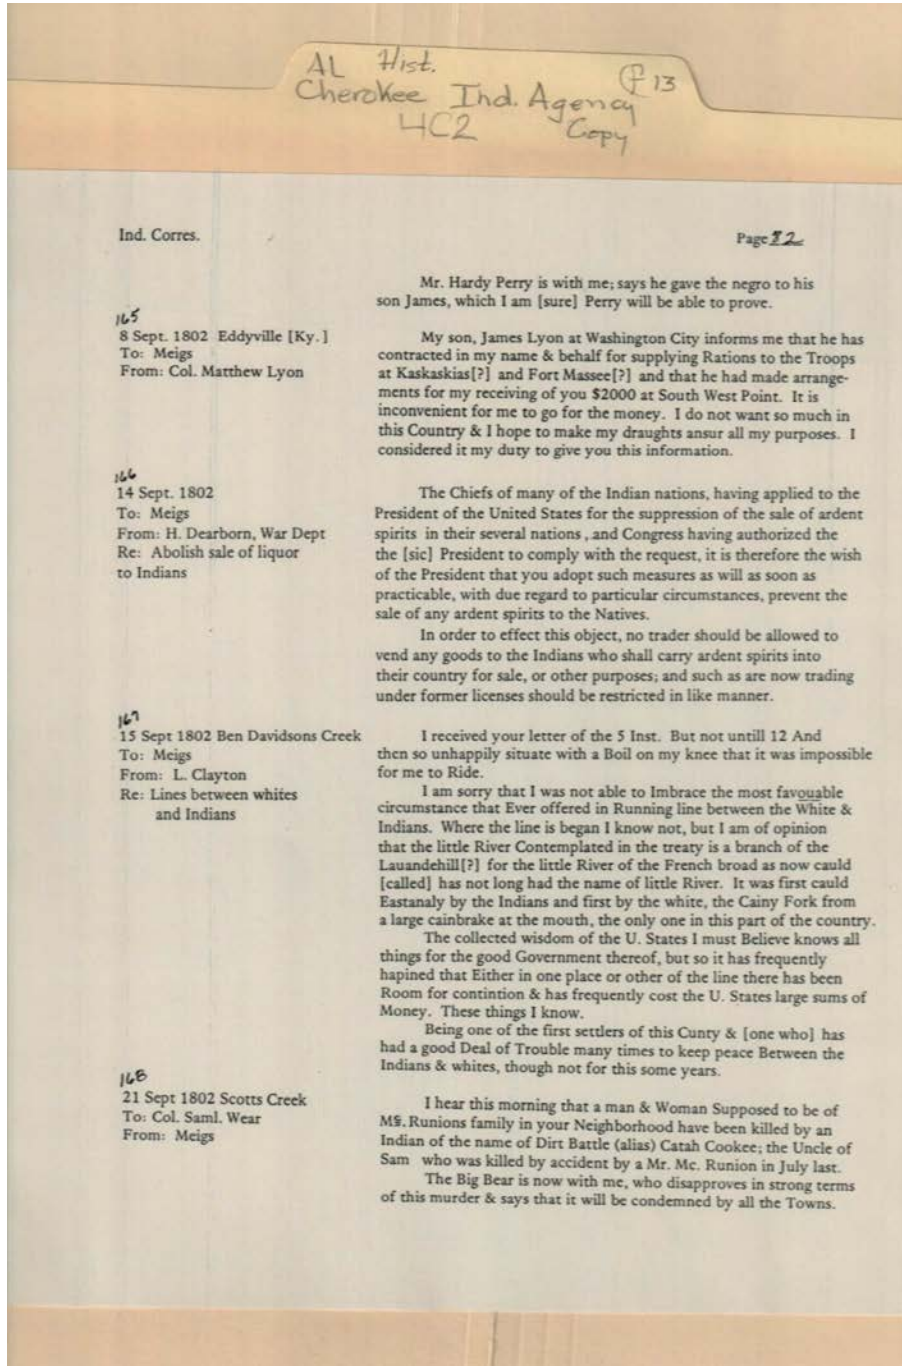 AL Hist.
Cherokee Ind. Agency
F 13
4C2 Copy
Ind. Corres.
Page 82
Mr. Hardy Perry is with me; says he gave the negro to his
son James, which I am [sure] Perry will be able to prove.
165
8 Sept. 1802 Eddyville [Ky.]
To: Meigs
From: Col. Matthew Lyon
My son, James Lyon at Washington City informs me that he has
contracted in my name & behalf for supplying Rations to the Troops
at Kaskaskias[?] and Fort Massee[?] and that he had made arrange-
ments for my receiving of you $2000 at South West Point. It is
inconvenient for me to go for the money. I do not want so much in
this Country & I hope to make my draughts ansur all my purposes. I
considered it my duty to give you this information.
166
14 Sept. 1802
To: Meigs
From: H. Dearborn, War Dept
Re: Abolish sale of liquor
to Indians
The Chiefs of many of the Indian nations, having applied to the
President of the United States for the suppression of the sale of ardent
spirits in their several nations, and Congress having authorized the
the [sic] President to comply with the request, it is therefore the wish
of the President that you adopt such measures as will as soon as
practicable, with due regard to particular circumstances, prevent the
sale of any ardent spirits to the Natives.
In order to effect this object, no trader should be allowed to
vend any goods to the Indians who shall carry ardent spirits into
their country for sale, or other purposes; and such as are now trading
under former licenses should be restricted in like manner.
167
15 Sept 1802 Ben Davidsons Creek
To: Meigs
From: L. Clayton
Re: Lines between whites
and Indians
I received your letter of the 5 Inst. But not untill 12 And
then so unhappily situate with a Boil on my knee that it was impossible
for me to Ride.
I am sorry that I was not able to Imbrace the most favouable
circumstance that Ever offered in Running line between the White &
Indians. Where the line is began I know not, but I am of opinion
that the little River Contemplated in the treaty is a branch of the
Lauandehill[?] for the little River of the French broad as now cauld
[called] has not long had the name of little River. It was first cauld
Eastanaly by the Indians and first by the white, the Cainy Fork from
a large cainbrake at the mouth, the only one in this part of the country.
The collected wisdom of the U. States I must Believe knows all
things for the good Government thereof, but so it has frequently
hapined that Either in one place or other of the line there has been
Room for contintion & has frequently cost the U. States large sums of
Money. These things I know.
Being one of the first settlers of this Cunty & [one who] has
had a good Deal of Trouble many times to keep peace Between the
Indians & whites, though not for this some years.
168
21 Sept 1802 Scotts Creek
To: Col. Saml. Wear
From: Meigs
I hear this morning that a man & Woman Supposed to be of
Runions family in your Neighborhood have been killed by an
Indian of the name of Dirt Battle (alias) Catah Cookee; the Uncle of
Sam who was killed by accident by a Mr. Mc. Runion in July last.
The Big Bear is now with me, who disapproves in strong terms
of this murder & says that it will be condemned by all the Towns.